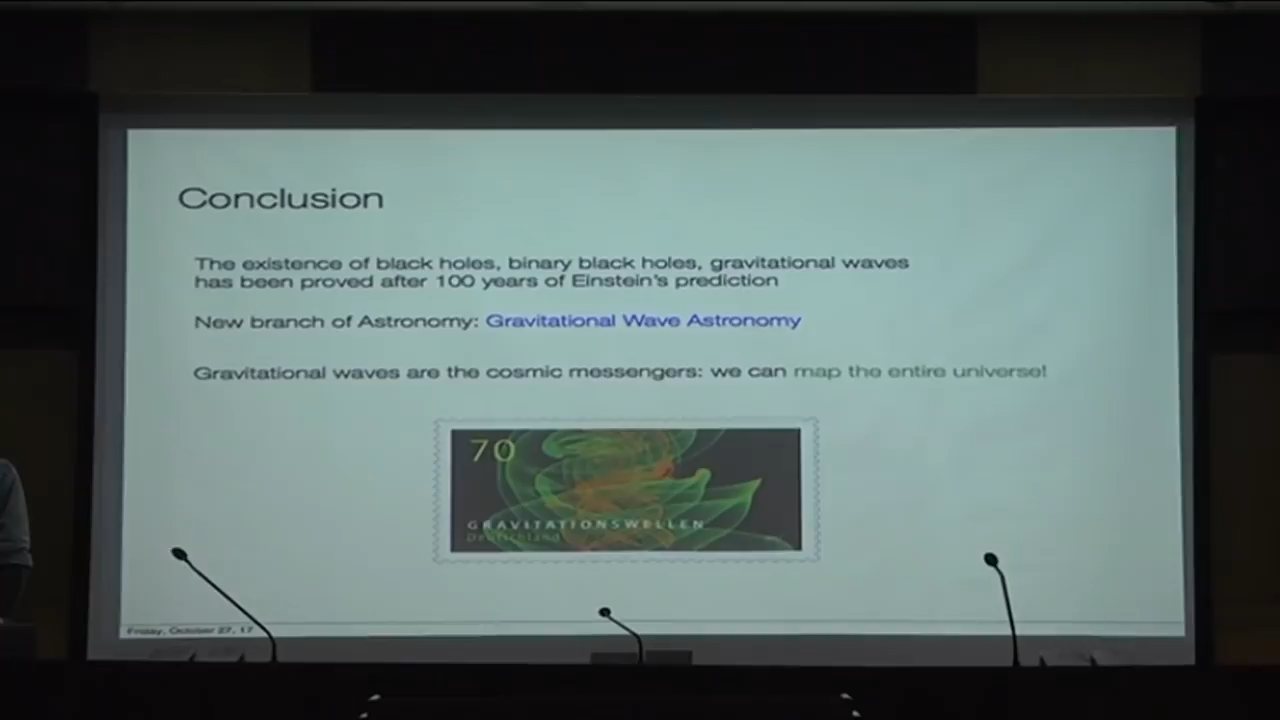 Conclusion
The existence of black holes, binary black holes, gravitational waves
has been proved after 100 years of Einstein's prediction
New branch of Astronomy: Gravitational Wave Astronomy
Gravitational waves are the cosmic messengers: we can map the entire universe!
70
GRAVITATIONSWELLEN
Deutschland
Friday, October 27, 17